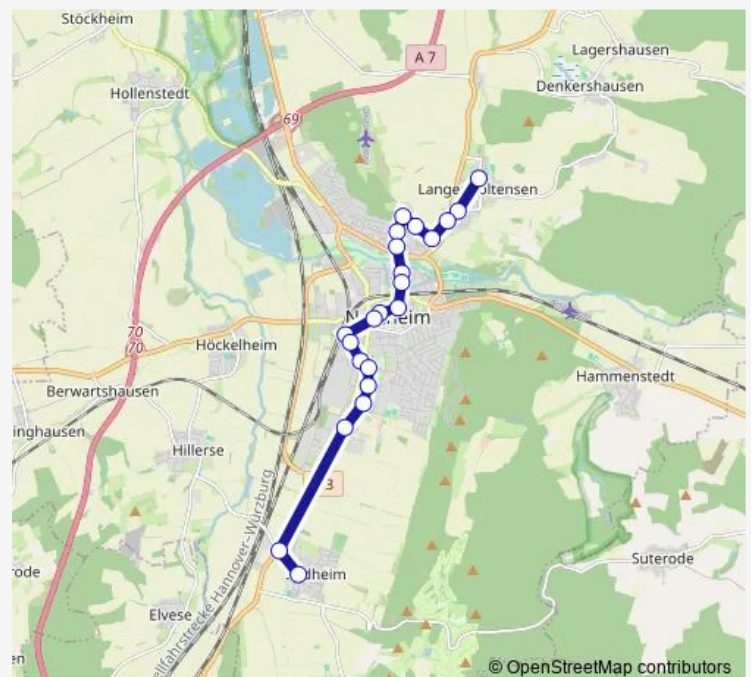 Stöckheim
Lagershausen
A 7
Denkershausen
Hollenstedt
69
Lange
oltensen
N
heim
70
70
Höckelheim
Hammenstedt
Berwartshausen
inghausen
Hillerse
3
ellfahrstrecke Hannover-Würzburg
Suterode
rode
dheim
Elvese
en
© OpenStreetMap contributors